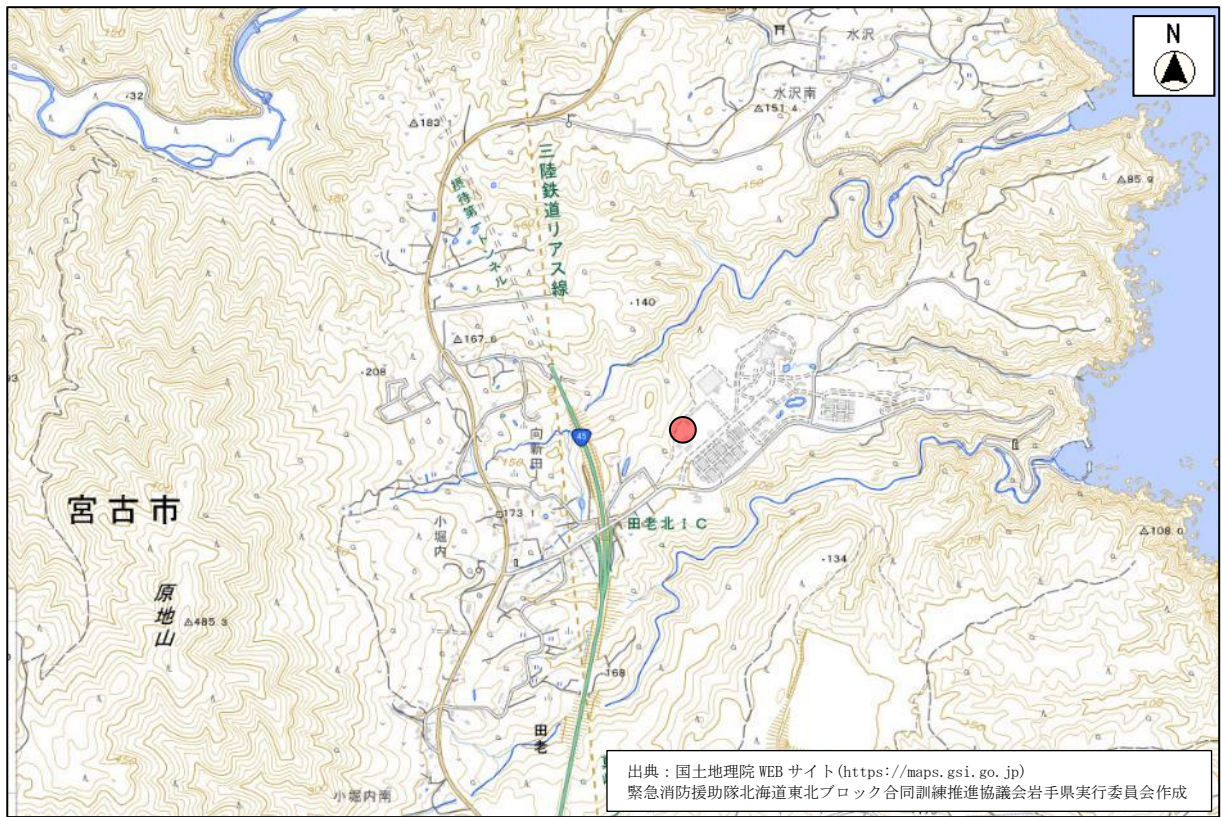 N
水沢
水沢南
・32
△183.1
△151.4
150
三陸鉄道リアス線
摂待第一トンネル
△85.9
・140
△167.6
・208
45
向新田
150
宮古市
小堀内
173.1
田老北IC
△108.0
・134
原地山
△485.3
・168
田老
小堀内南
出典：国土地理院 WEB サイト(https://maps.gsi.go.jp)
緊急消防援助隊北海道東北ブロック合同訓練推進協議会岩手県実行委員会作成